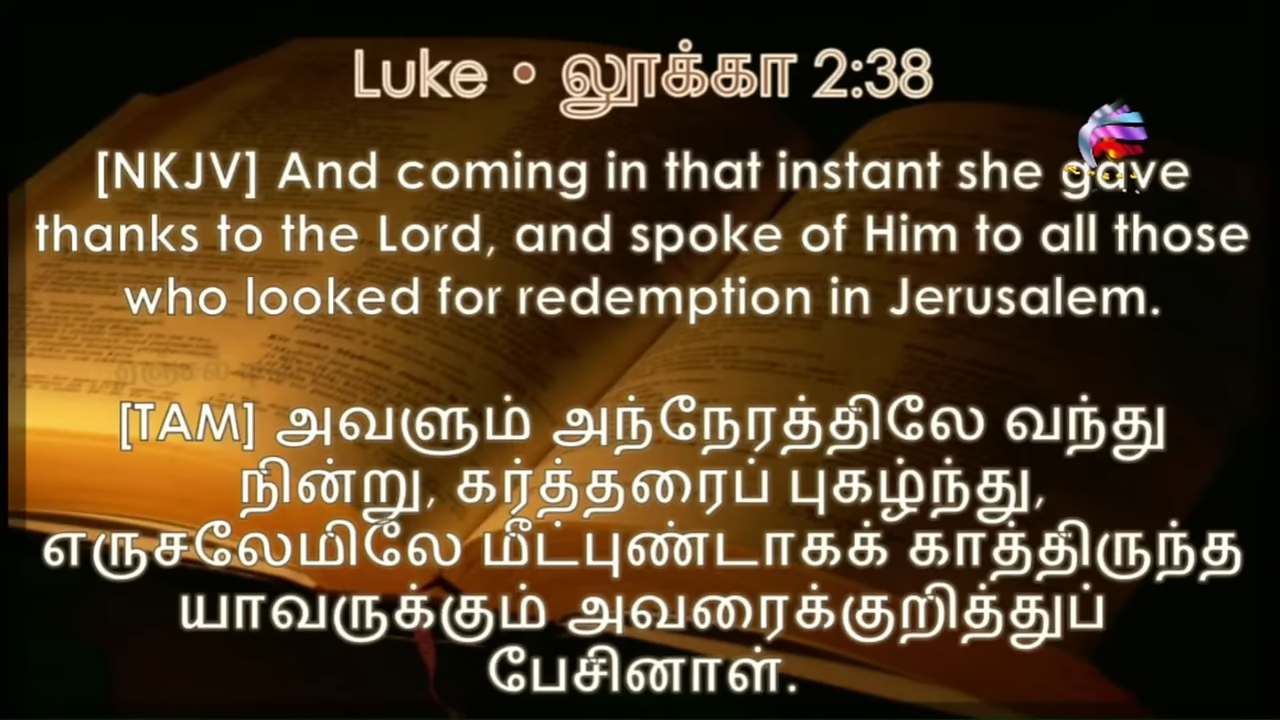 Luke • லூக்கா 2:38
[NKJV] And coming in that instant she gave
thanks to the Lord, and spoke of Him to all those
who looked for redemption in Jerusalem.
[TAM] அவளும் அந்நேரத்திலே வந்து
நின்று, கர்த்தரைப் புகழ்ந்து,
எருசலேமிலே மீட்புண்டாகக் காத்திருந்த
யாவருக்கும் அவரைக்குறித்துப்
பேசினாள்.